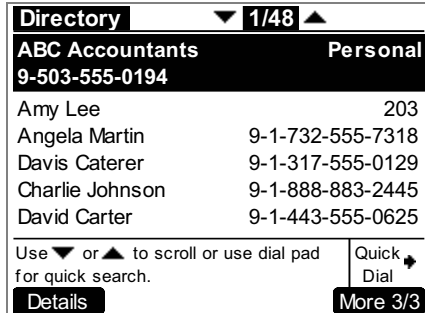 Directory ▼ 1/48 ▲
ABC Accountants Personal
9-503-555-0194
Amy Lee 203
Angela Martin 9-1-732-555-7318
Davis Caterer 9-1-317-555-0129
Charlie Johnson 9-1-888-883-2445
David Carter 9-1-443-555-0625
Use ▼ or ▲ to scroll or use dial pad
for quick search.
Quick
Dial
Details More 3/3